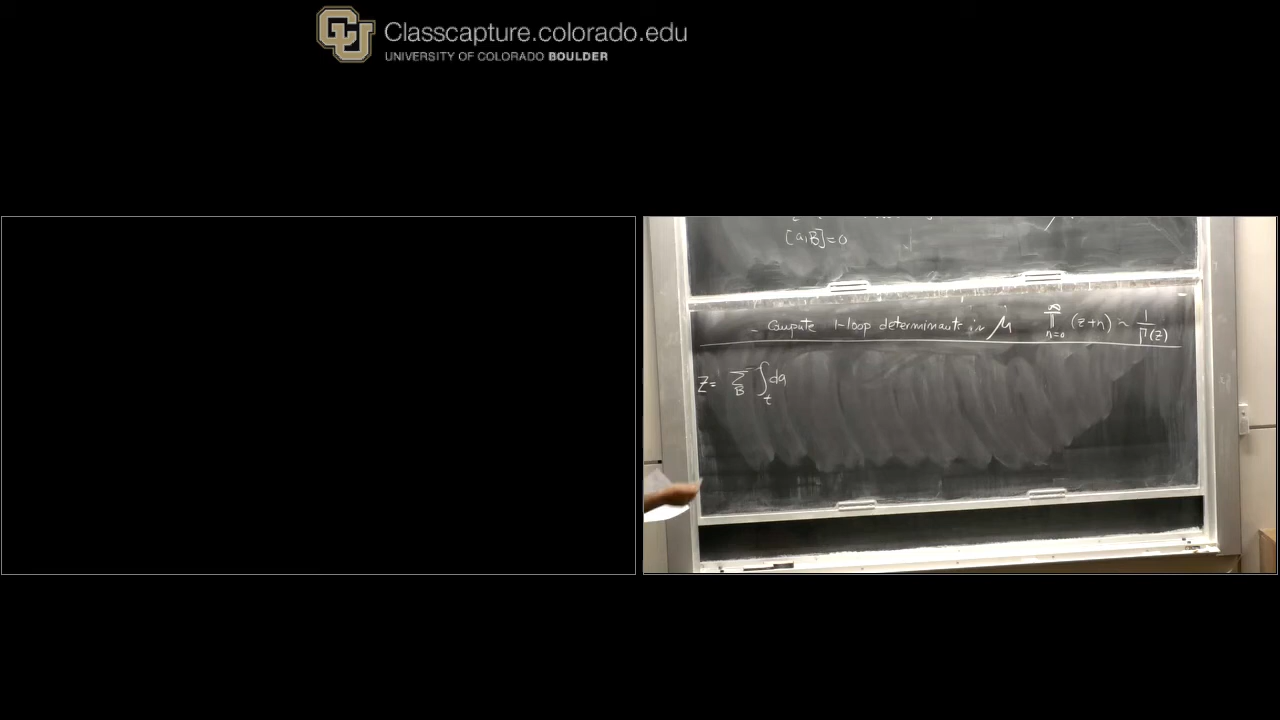 Classcapture.colorado.edu
UNIVERSITY OF COLORADO BOULDER
[a,B]=0
- Compute 1-loop determinants in M ∏_{n=0}^{∞} (z+n) ~ 1/Γ(z)
Z= ∑_B ∫_t da